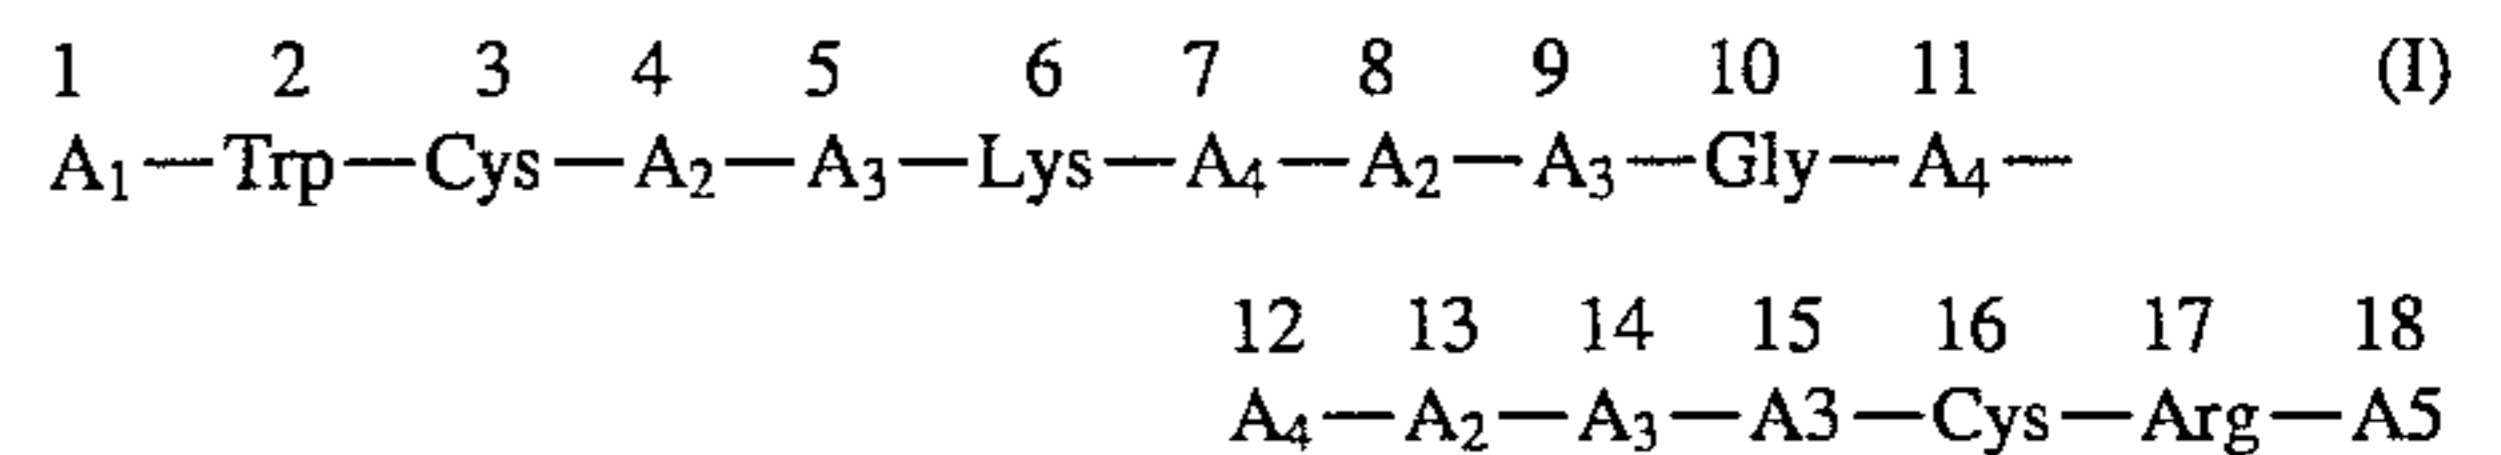 1 2 3 4 5 6 7 8 9 10 11 (I)
A₁—Trp—Cys—A₂—A₃—Lys—A₄—A₂—A₃—Gly—A₄—
12 13 14 15 16 17 18
A₄—A₂—A₃—A3—Cys—Arg—A5